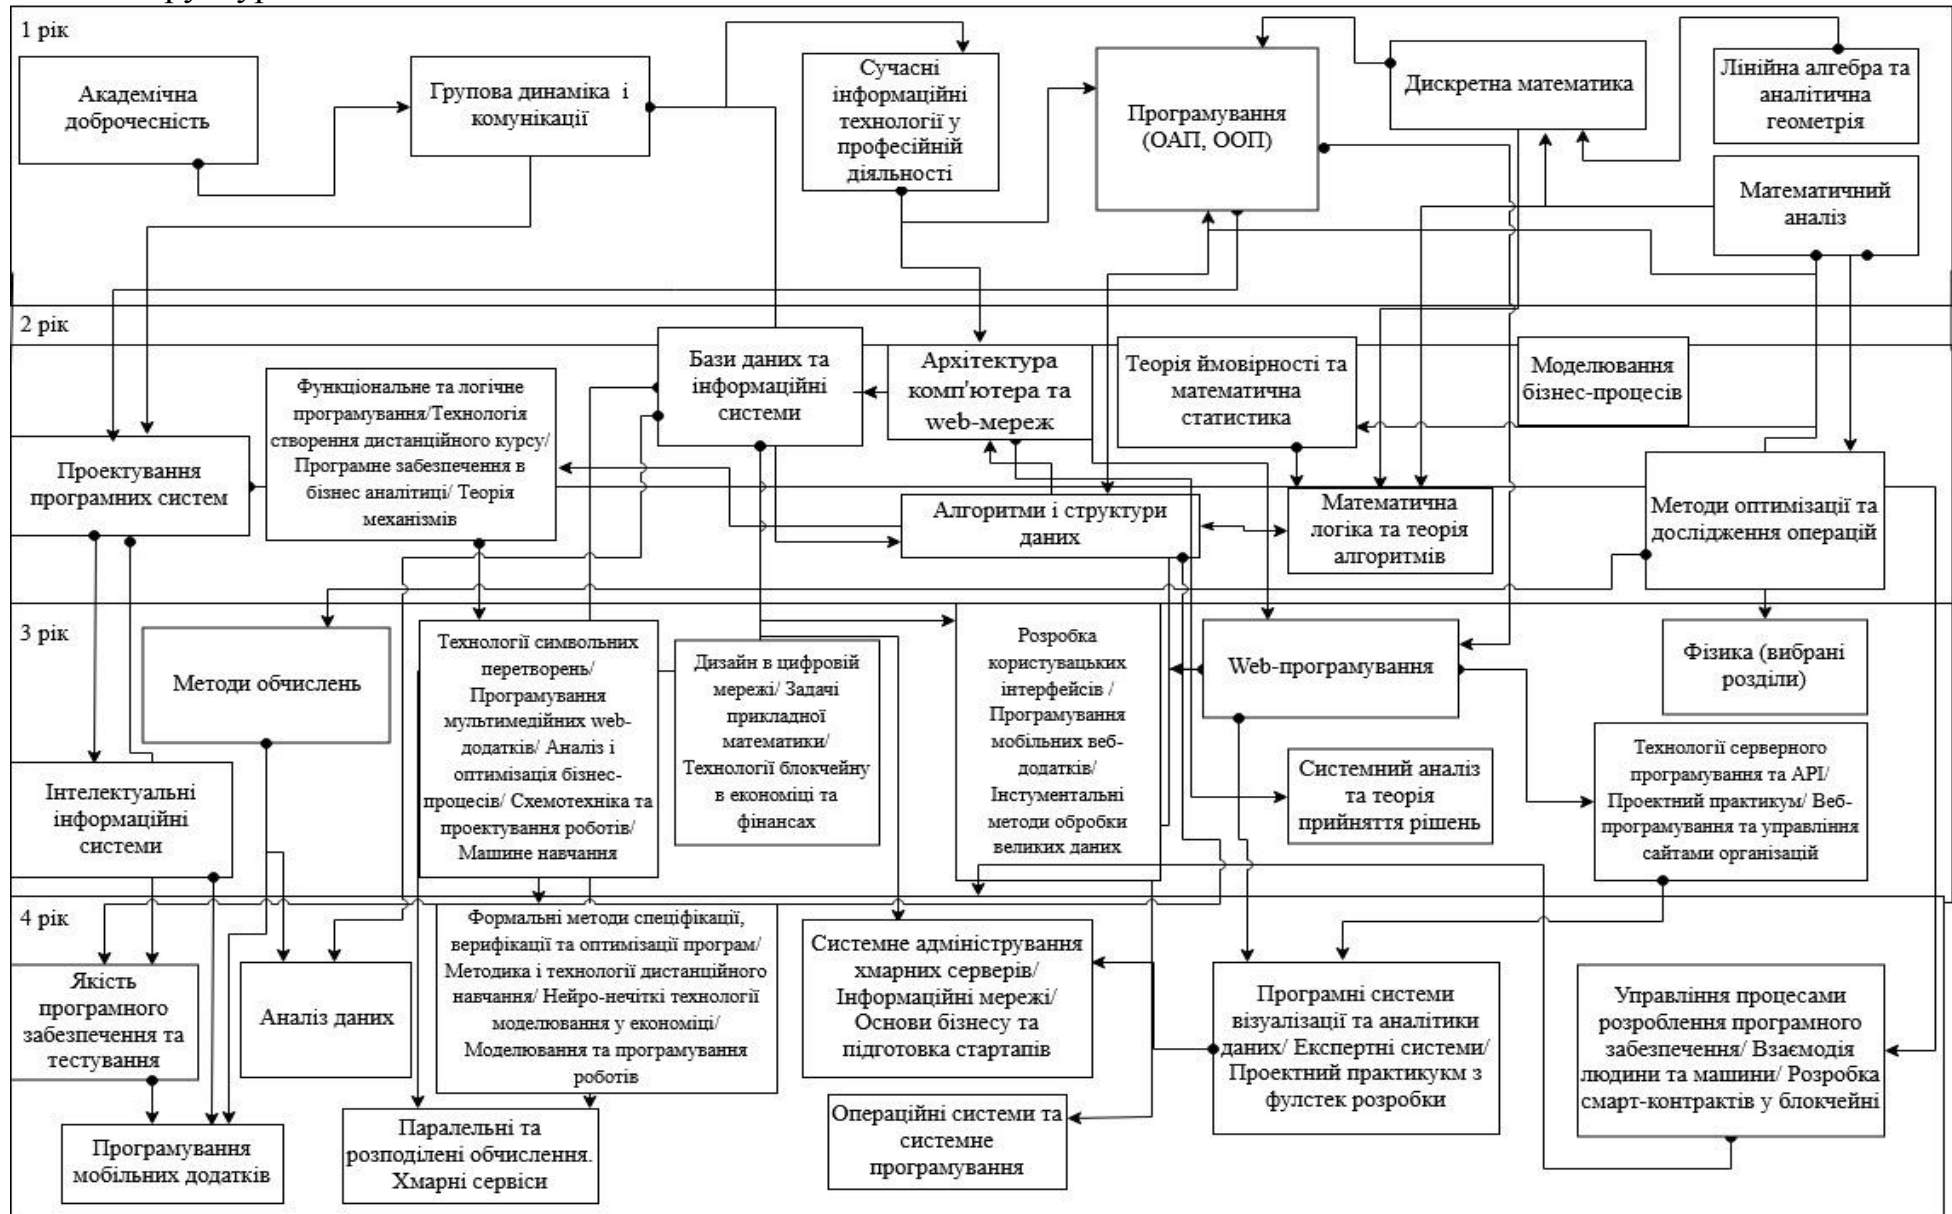 1 рік
Академічна
доброчесність
Групова динаміка і
комунікації
Сучасні
інформаційні
технології у
професійній
діяльності
Програмування
(ОАП, ООП)
Дискретна математика
Лінійна алгебра та
аналітична
геометрія
Математичний
аналіз
2 рік
Проектування
програмних систем
Функціональне та логічне
програмування/Технологія
створення дистанційного курсу/
Програмне забезпечення в
бізнес аналітиці/ Теорія
механізмів
Бази даних та
інформаційні
системи
Архітектура
комп'ютера та
web-мереж
Алгоритми і структури
даних
Теорія ймовірності та
математична
статистика
Математична
логіка та теорія
алгоритмів
Моделювання
бізнес-процесів
Методи оптимізації та
дослідження операцій
3 рік
Методи обчислень
Інтелектуальні
інформаційні
системи
Технології символьних
перетворень/
Програмування
мультимедійних web-
додатків/ Аналіз і
оптимізація бізнес-
процесів/ Схемотехніка та
проектування роботів/
Машине навчання
Дизайн в цифровій
мережі/ Задачі
прикладної
математики/
Технології блокчейну
в економіці та
фінансах
Розробка
користувацьких
інтерфейсів /
Програмування
мобільних веб-
додатків/
Інстументальні
методи обробки
великих даних
Web-програмування
Системний аналіз
та теорія
прийняття рішень
Фізика (вибрані
розділи)
Технології серверного
програмування та API/
Проектний практикум/ Веб-
програмування та управління
сайтами організацій
4 рік
Якість
програмного
забезпечення та
тестування
Програмування
мобільних додатків
Аналіз даних
Формальні методи специфікації,
верифікації та оптимізації програм/
Методика і технології дистанційного
навчання/ Нейро-нечіткі технології
моделювання у економіці/
Моделювання та програмування
роботів
Паралельні та
розподілені обчислення.
Хмарні сервіси
Системне адміністрування
хмарних серверів/
Інформаційні мережі/
Основи бізнесу та
підготовка стартапів
Операційні системи та
системне
програмування
Програмні системи
візуалізації та аналітики
даних/ Експертні системи/
Проектний практикукм з
фулстек розробки
Управління процесами
розроблення програмного
забезпечення/ Взаємодія
людини та машини/ Розробка
смарт-контрактів у блокчейні